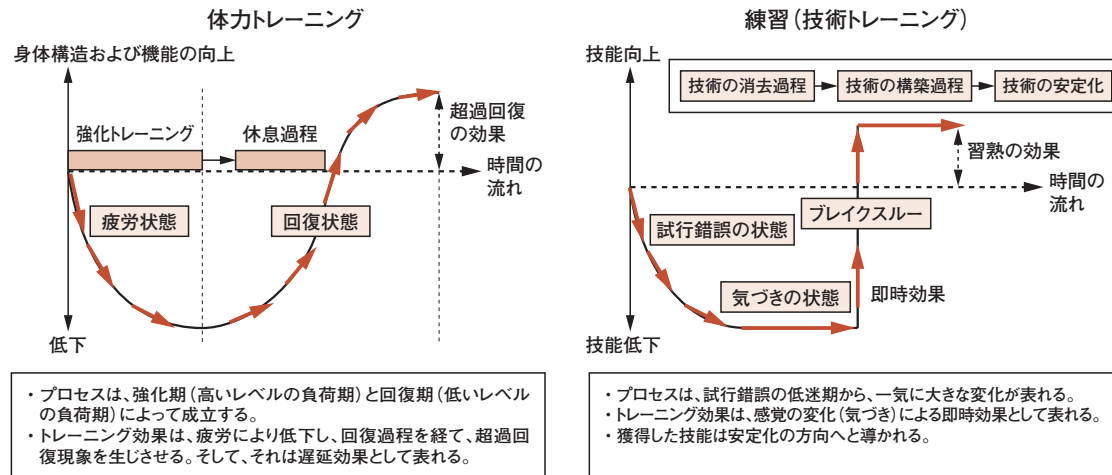 体力トレーニング
身体構造および機能の向上
強化トレーニング
休息過程
超過回復
の効果
時間の
流れ
疲労状態
回復状態
低下
・プロセスは、強化期(高いレベルの負荷期)と回復期(低いレベル
の負荷期)によって成立する。
・トレーニング効果は、疲労により低下し、回復過程を経て、超過回
復現象を生じさせる。そして、それは遅延効果として表れる。
練習(技術トレーニング)
技能向上
技術の消去過程
技術の構築過程
技術の安定化
習熟の効果
時間の
流れ
試行錯誤の状態
ブレイクスルー
気づきの状態
即時効果
技能低下
・プロセスは、試行錯誤の低迷期から、一気に大きな変化が表れる。
・トレーニング効果は、感覚の変化(気づき)による即時効果として表れる。
・獲得した技能は安定化の方向へと導かれる。